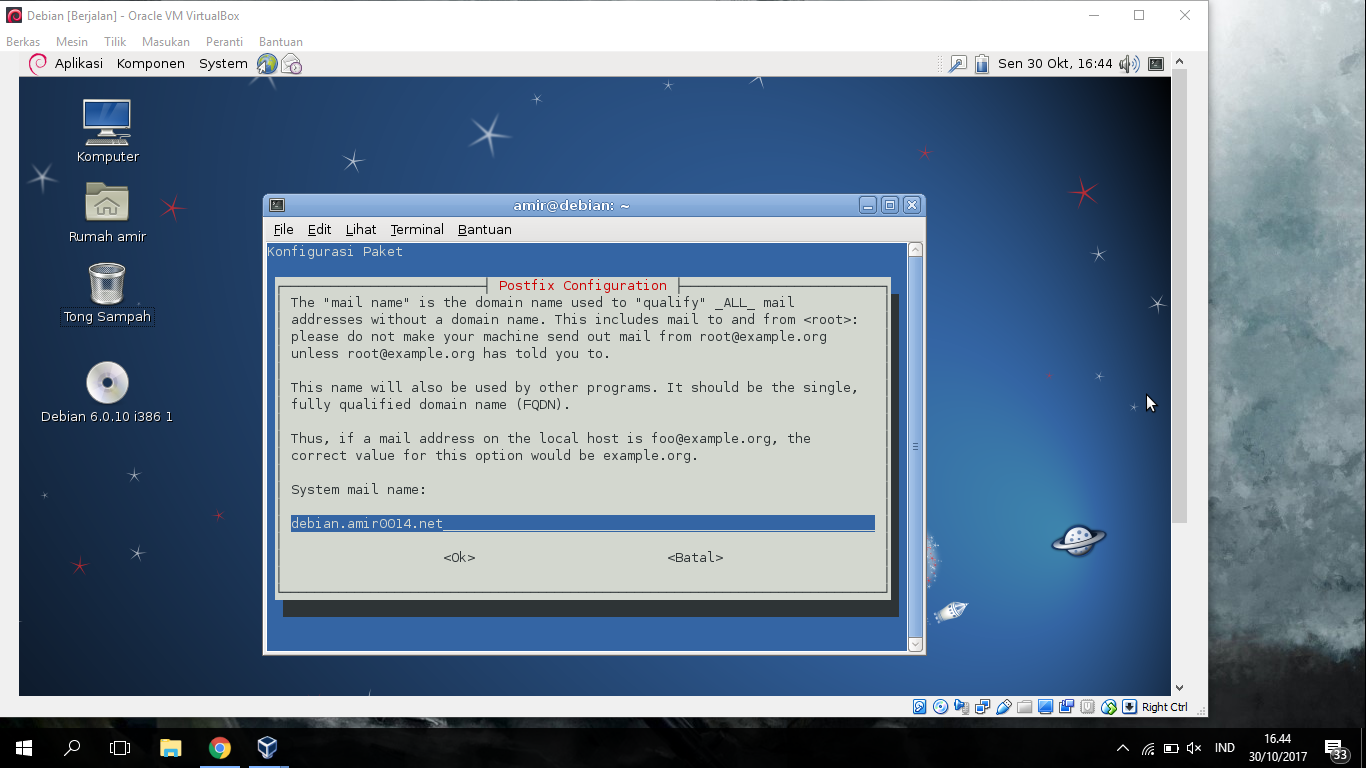 Debian [Berjalan] - Oracle VM VirtualBox
Berkas Mesin Tilik Masukan Peranti Bantuan
Aplikasi Komponen System Sen 30 Okt, 16:44
Komputer
Rumah amir
Tong Sampah
Debian 6.0.10 i386 1
amir@debian: ~
File Edit Lihat Terminal Bantuan
Konfigurasi Paket
Postfix Configuration
The "mail name" is the domain name used to "qualify" _ALL_ mail
addresses without a domain name. This includes mail to and from <root>:
please do not make your machine send out mail from root@example.org
unless root@example.org has told you to.
This name will also be used by other programs. It should be the single,
fully qualified domain name (FQDN).
Thus, if a mail address on the local host is foo@example.org, the
correct value for this option would be example.org.
System mail name:
debian.amir0014.net
<Ok> <Batal>
Right Ctrl
IND
16.44
30/10/2017
33